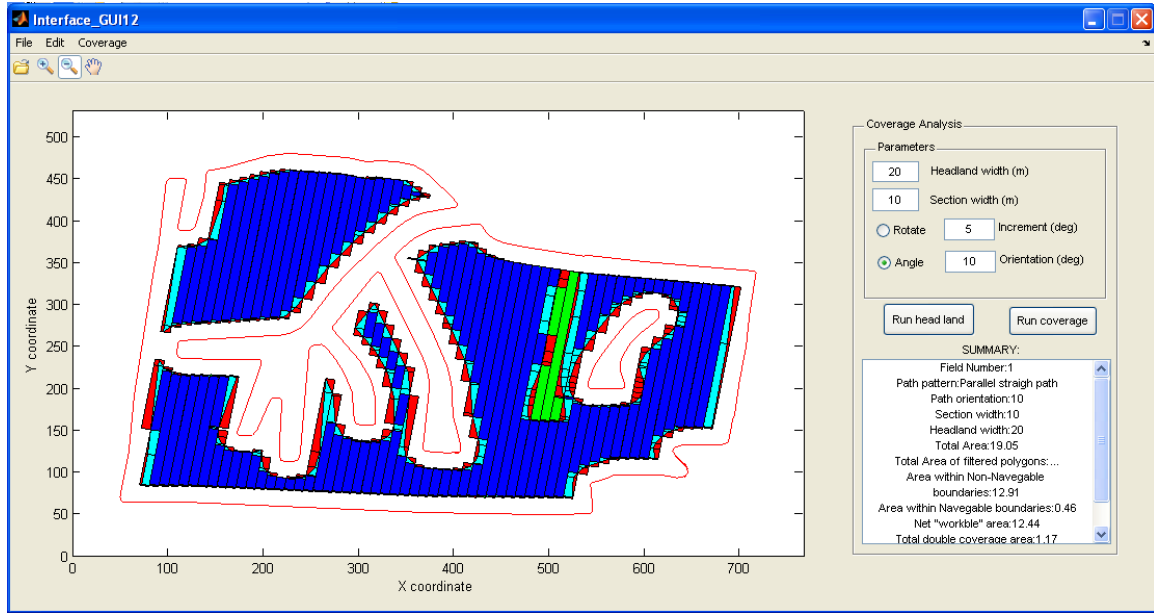 Interface_GUI12
File Edit Coverage
500
450
400
350
300
250
200
150
100
50
0
Y coordinate
0 100 200 300 400 500 600 700
X coordinate
Coverage Analysis
Parameters
20 Headland width (m)
10 Section width (m)
Rotate 5 Increment (deg)
Angle 10 Orientation (deg)
Run head land Run coverage
SUMMARY:
Field Number:1
Path pattern:Parallel straigh path
Path orientation:10
Section width:10
Headland width:20
Total Area:19.05
Total Area of filtered polygons:...
Area within Non-Navegable
boundaries:12.91
Area within Navegable boundaries:0.46
Net "workble" area:12.44
Total double coverage area:1.17